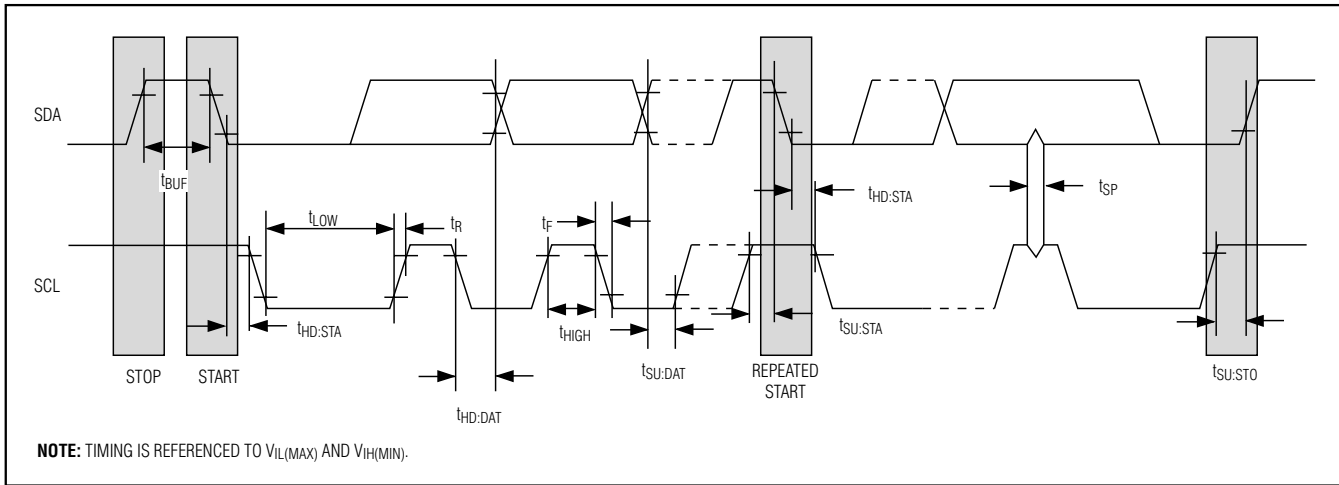 SDA
tBUF
tHD:STA
tSP
tLOW
tR
tF
SCL
tHD:STA
tHIGH
tSU:STA
tSU:DAT
tSU:STO
STOP
START
REPEATED
START
tHD:DAT
NOTE: TIMING IS REFERENCED TO VIL(MAX) AND VIH(MIN).